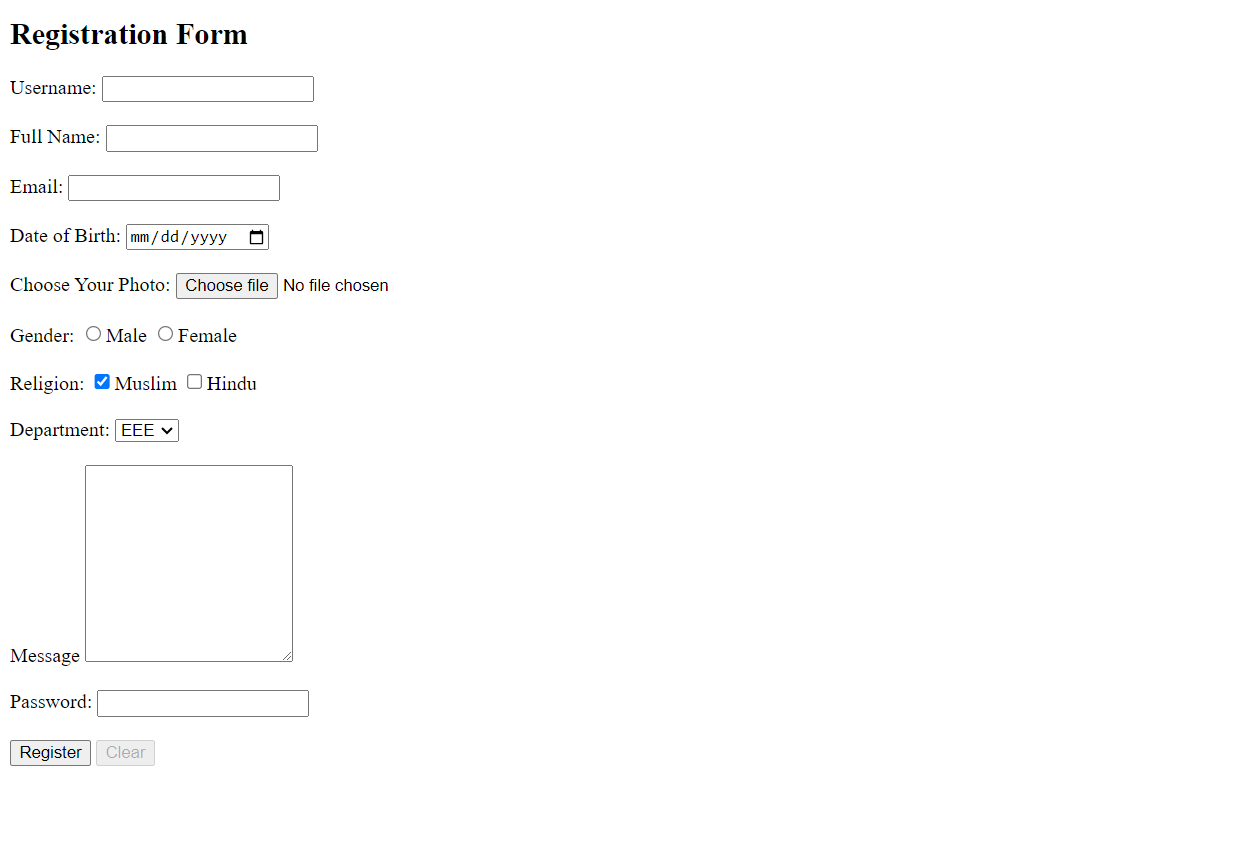 Registration Form
Username:
Full Name:
Email:
Date of Birth: mm/dd/yyyy
Choose Your Photo: Choose file No file chosen
Gender: Male Female
Religion: Muslim Hindu
Department: EEE
Message
Password:
Register Clear